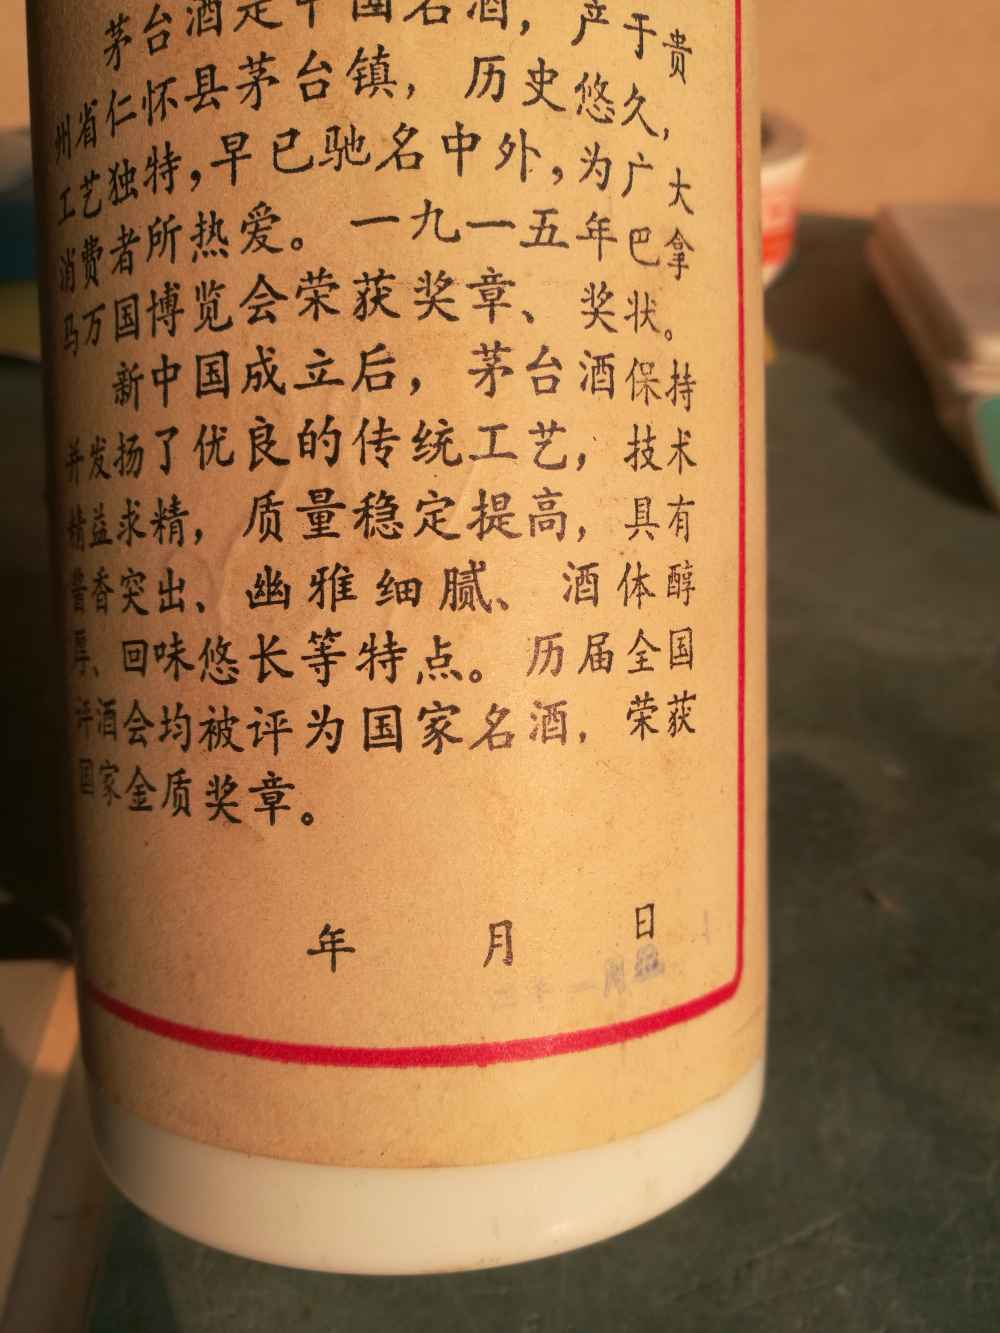 茅台酒是中国名酒，产于贵
州省仁怀县茅台镇，历史悠久，
工艺独特，早已驰名中外，为广大
消费者所热爱。一九一五年巴拿
马万国博览会荣获奖章、奖状。
新中国成立后，茅台酒保持
并发扬了优良的传统工艺，技术
精益求精，质量稳定提高，具有
酱香突出、幽雅细腻、酒体醇
厚、回味悠长等特点。历届全国
评酒会均被评为国家名酒，荣获
国家金质奖章。
年 月 日